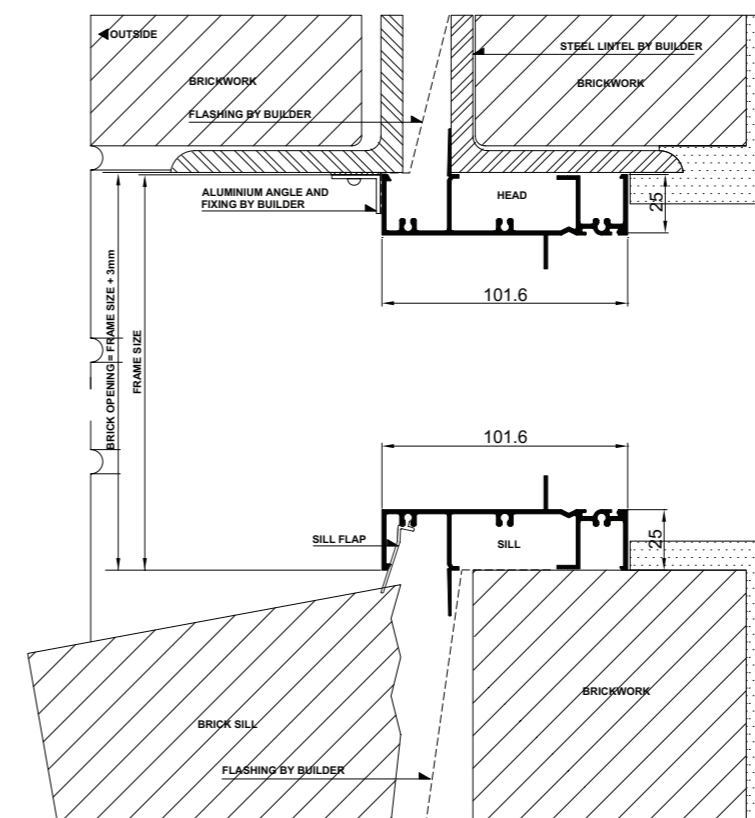 OUTSIDE
STEEL LINTEL BY BUILDER
BRICKWORK
BRICKWORK
FLASHING BY BUILDER
ALUMINIUM ANGLE AND
FIXING BY BUILDER
HEAD
25
101.6
BRICK OPENING = FRAME SIZE + 3mm
FRAME SIZE
101.6
SILL FLAP
SILL
25
BRICKWORK
BRICK SILL
FLASHING BY BUILDER